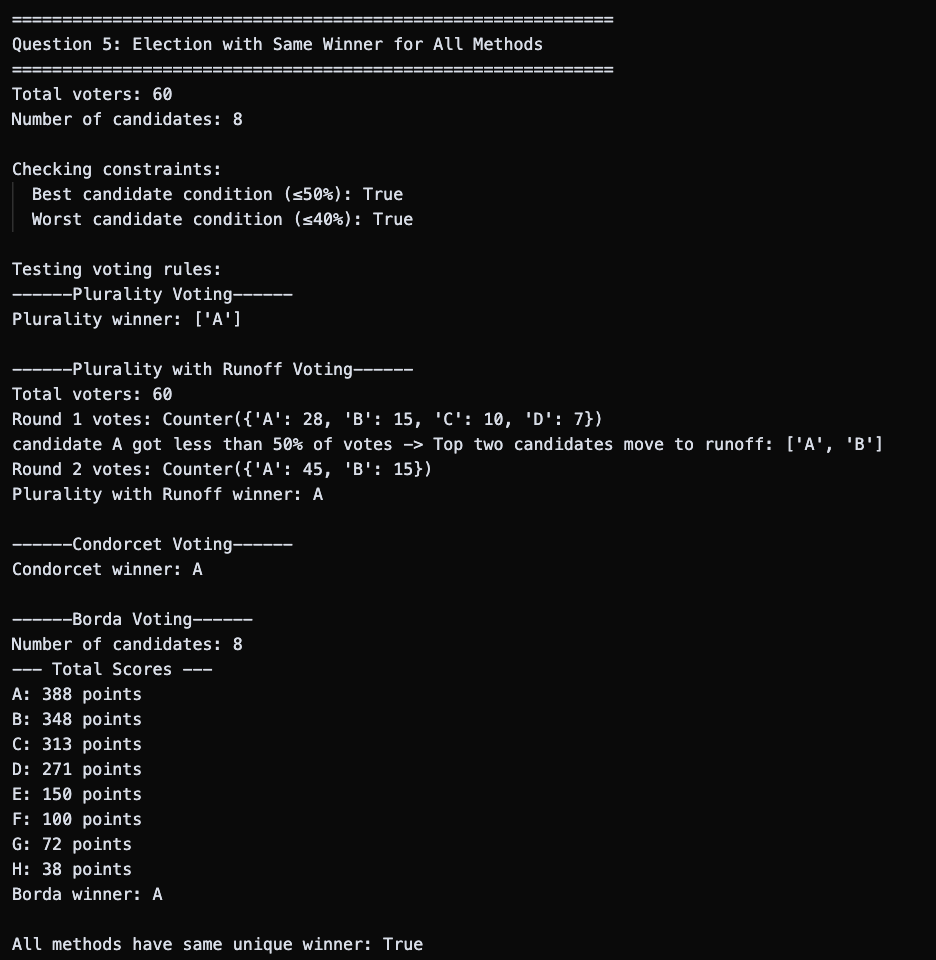 ============================================================
Question 5: Election with Same Winner for All Methods
============================================================
Total voters: 60
Number of candidates: 8

Checking constraints:
  Best candidate condition (≤50%): True
  Worst candidate condition (≤40%): True

Testing voting rules:
------Plurality Voting------
Plurality winner: ['A']

------Plurality with Runoff Voting------
Total voters: 60
Round 1 votes: Counter({'A': 28, 'B': 15, 'C': 10, 'D': 7})
candidate A got less than 50% of votes -> Top two candidates move to runoff: ['A', 'B']
Round 2 votes: Counter({'A': 45, 'B': 15})
Plurality with Runoff winner: A

------Condorcet Voting------
Condorcet winner: A

------Borda Voting------
Number of candidates: 8
--- Total Scores ---
A: 388 points
B: 348 points
C: 313 points
D: 271 points
E: 150 points
F: 100 points
G: 72 points
H: 38 points
Borda winner: A

All methods have same unique winner: True